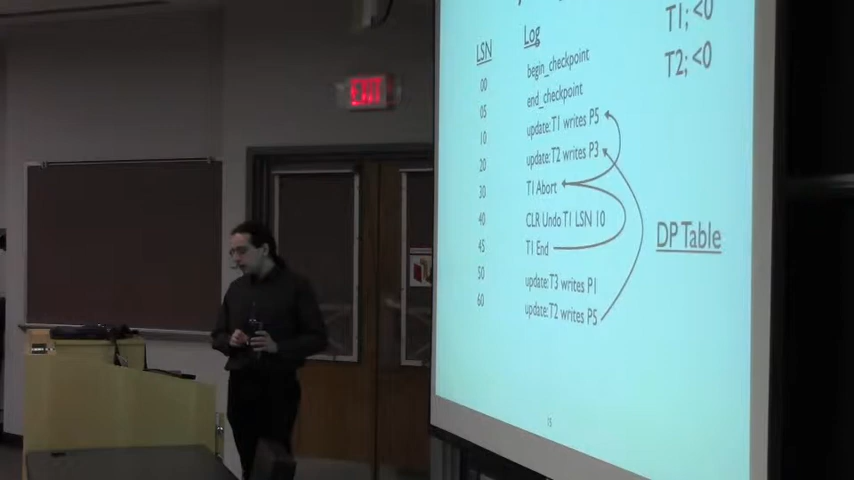 EXIT
LSN Log
00 begin_checkpoint
05 end_checkpoint
10 update: T1 writes P5
20 update: T2 writes P3
30 T1 Abort
40 CLR Undo T1 LSN 10
45 T1 End
50 update: T3 writes P1
60 update: T2 writes P5
T1; <0
T2; <0
DP Table
15